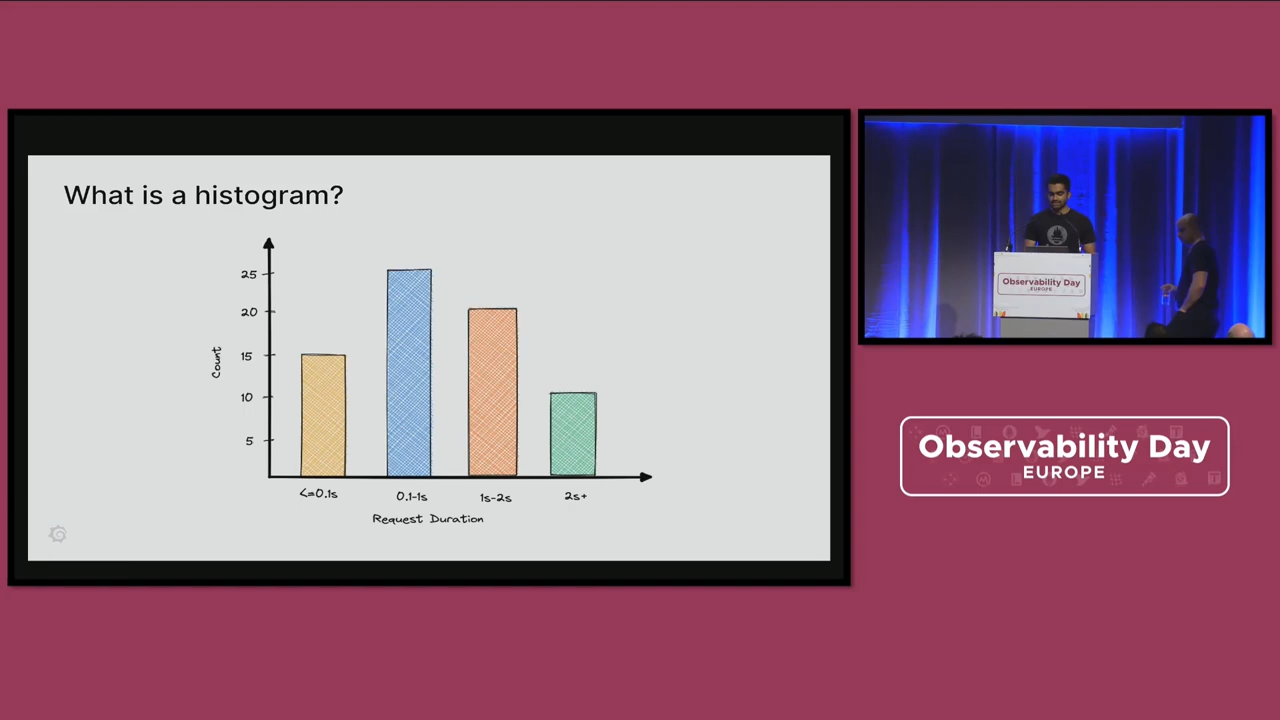 What is a histogram?
25
20
15
10
5
Count
<=0.1s
0.1-1s
1s-2s
2s+
Request Duration
Observability Day
EUROPE
Observability Day
EUROPE